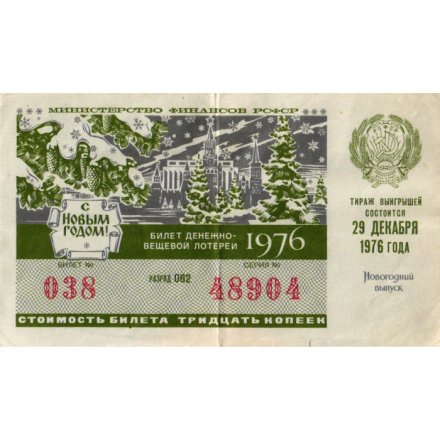 МИНИСТЕРСТВО ФИНАНСОВ РСФСР
С
НОВЫМ
ГОДОМ!
БИЛЕТ ДЕНЕЖНО-
ВЕЩЕВОЙ ЛОТЕРЕИ
1976
БИЛЕТ №
038
РАЗРЯД 062
СЕРИЯ №
48904
СТОИМОСТЬ БИЛЕТА ТРИДЦАТЬ КОПЕЕК
ТИРАЖ ВЫИГРЫШЕЙ
СОСТОИТСЯ
29 ДЕКАБРЯ
1976 ГОДА
Новогодний
выпуск